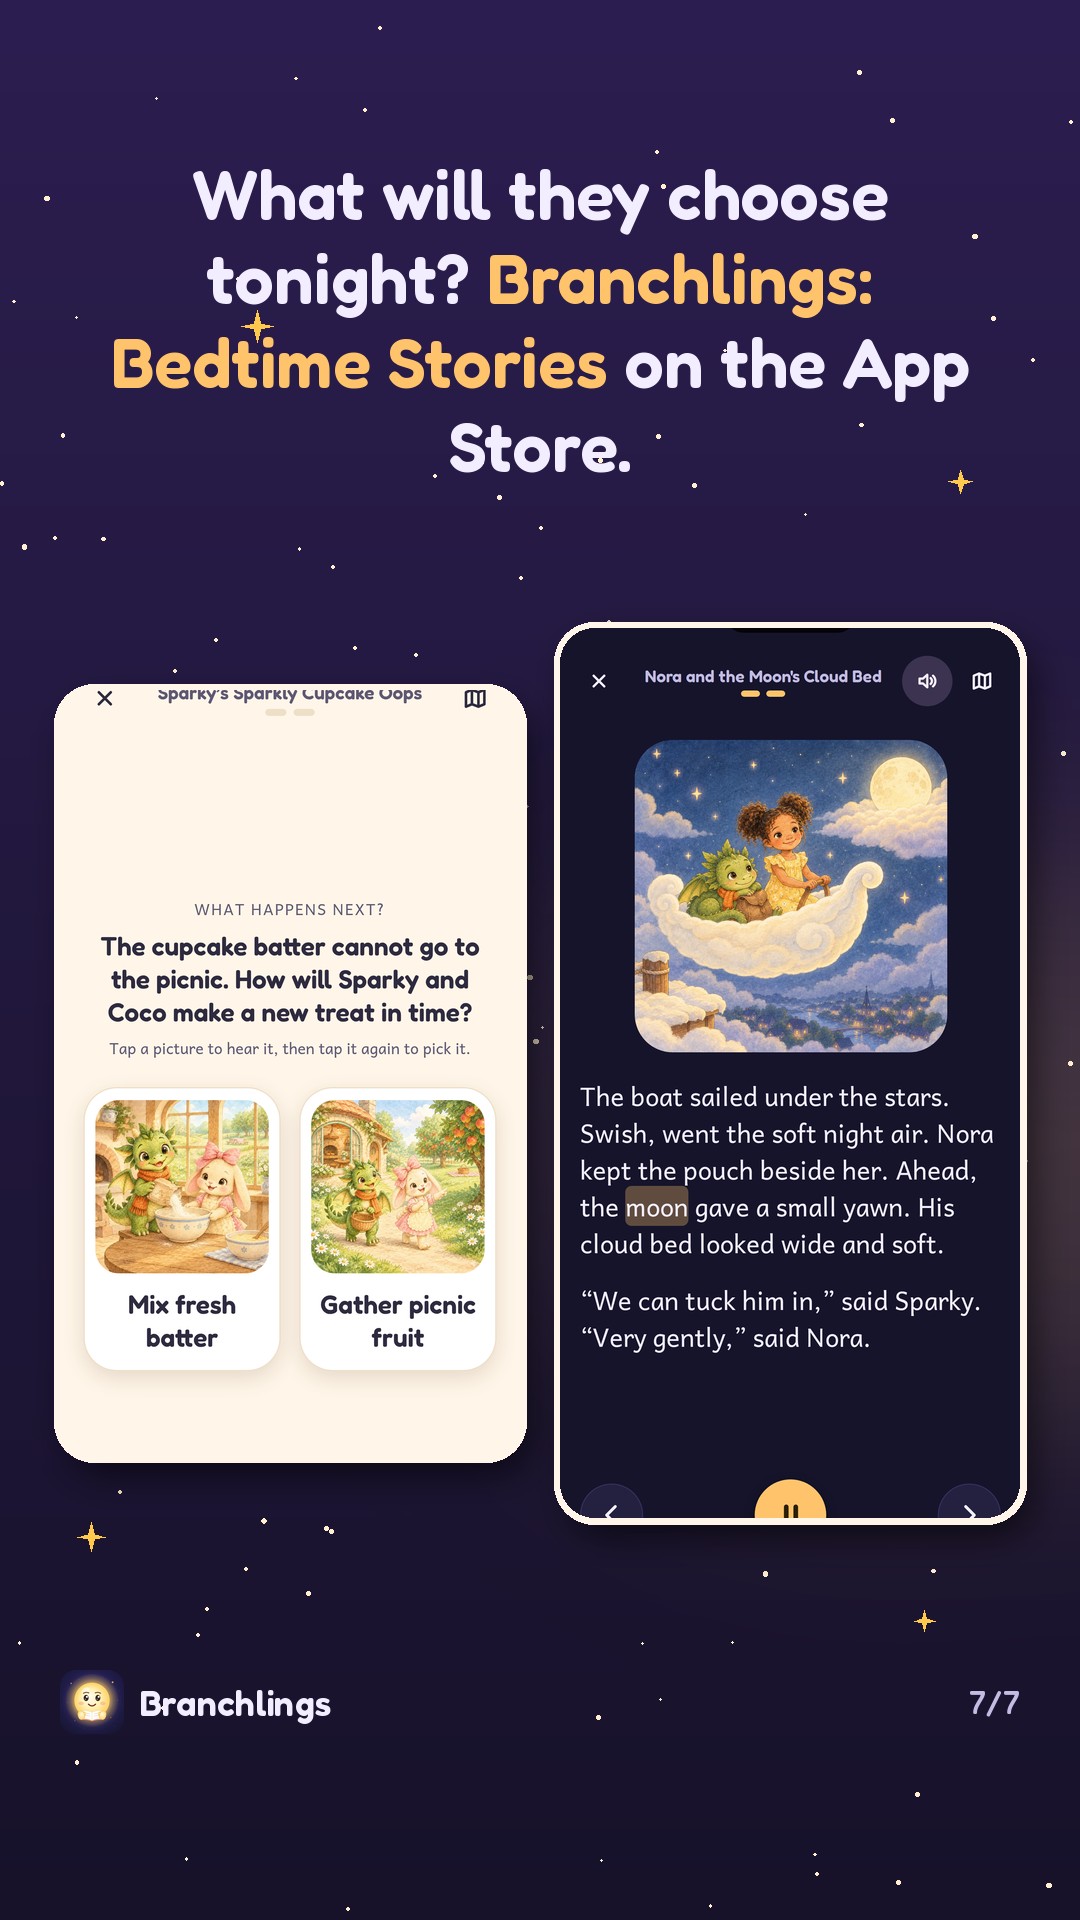 What will they choose
tonight? Branchlings:
Bedtime Stories on the App
Store.
Sparky's Sparkly Cupcake Oops
WHAT HAPPENS NEXT?
The cupcake batter cannot go to
the picnic. How will Sparky and
Coco make a new treat in time?
Tap a picture to hear it, then tap it again to pick it.
Mix fresh
batter
Gather picnic
fruit
Nora and the Moon's Cloud Bed
The boat sailed under the stars.
Swish, went the soft night air. Nora
kept the pouch beside her. Ahead,
the moon gave a small yawn. His
cloud bed looked wide and soft.
“We can tuck him in,” said Sparky.
“Very gently,” said Nora.
Branchlings
7/7